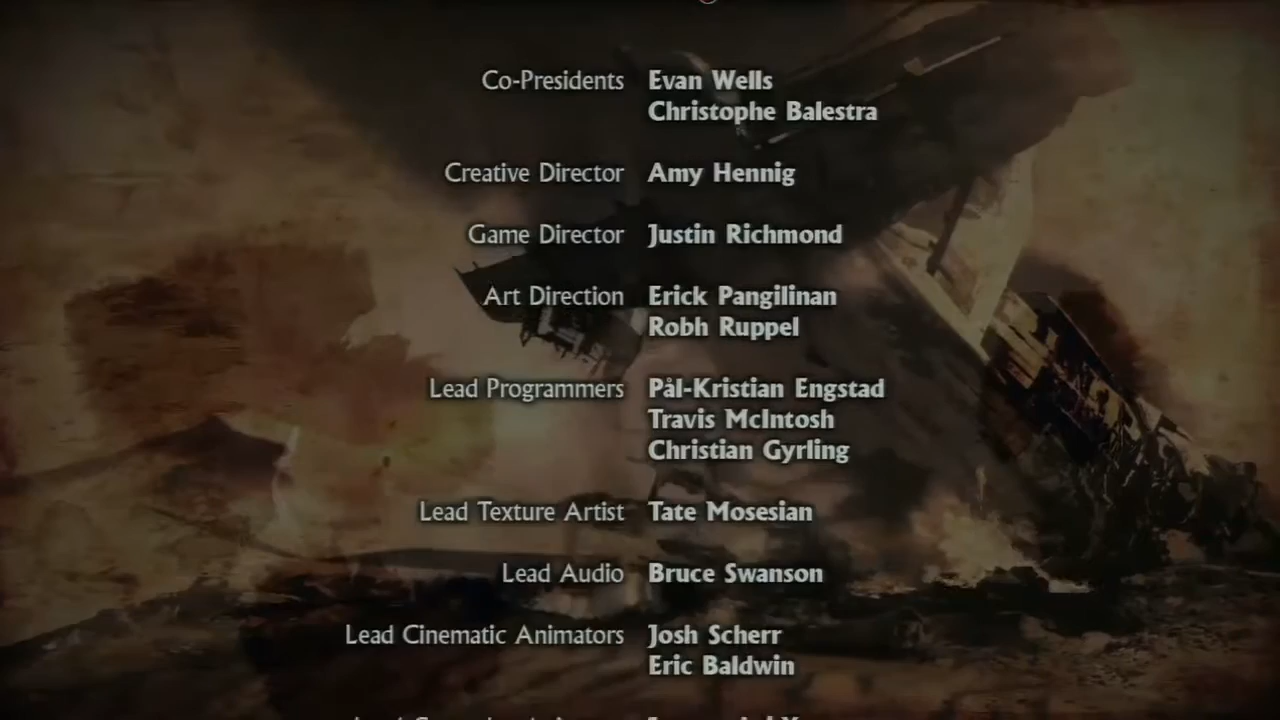 Co-Presidents Evan Wells
Christophe Balestra
Creative Director Amy Hennig
Game Director Justin Richmond
Art Direction Erick Pangilinan
Robh Ruppel
Lead Programmers Pål-Kristian Engstad
Travis McIntosh
Christian Gyrling
Lead Texture Artist Tate Mosesian
Lead Audio Bruce Swanson
Lead Cinematic Animators Josh Scherr
Eric Baldwin